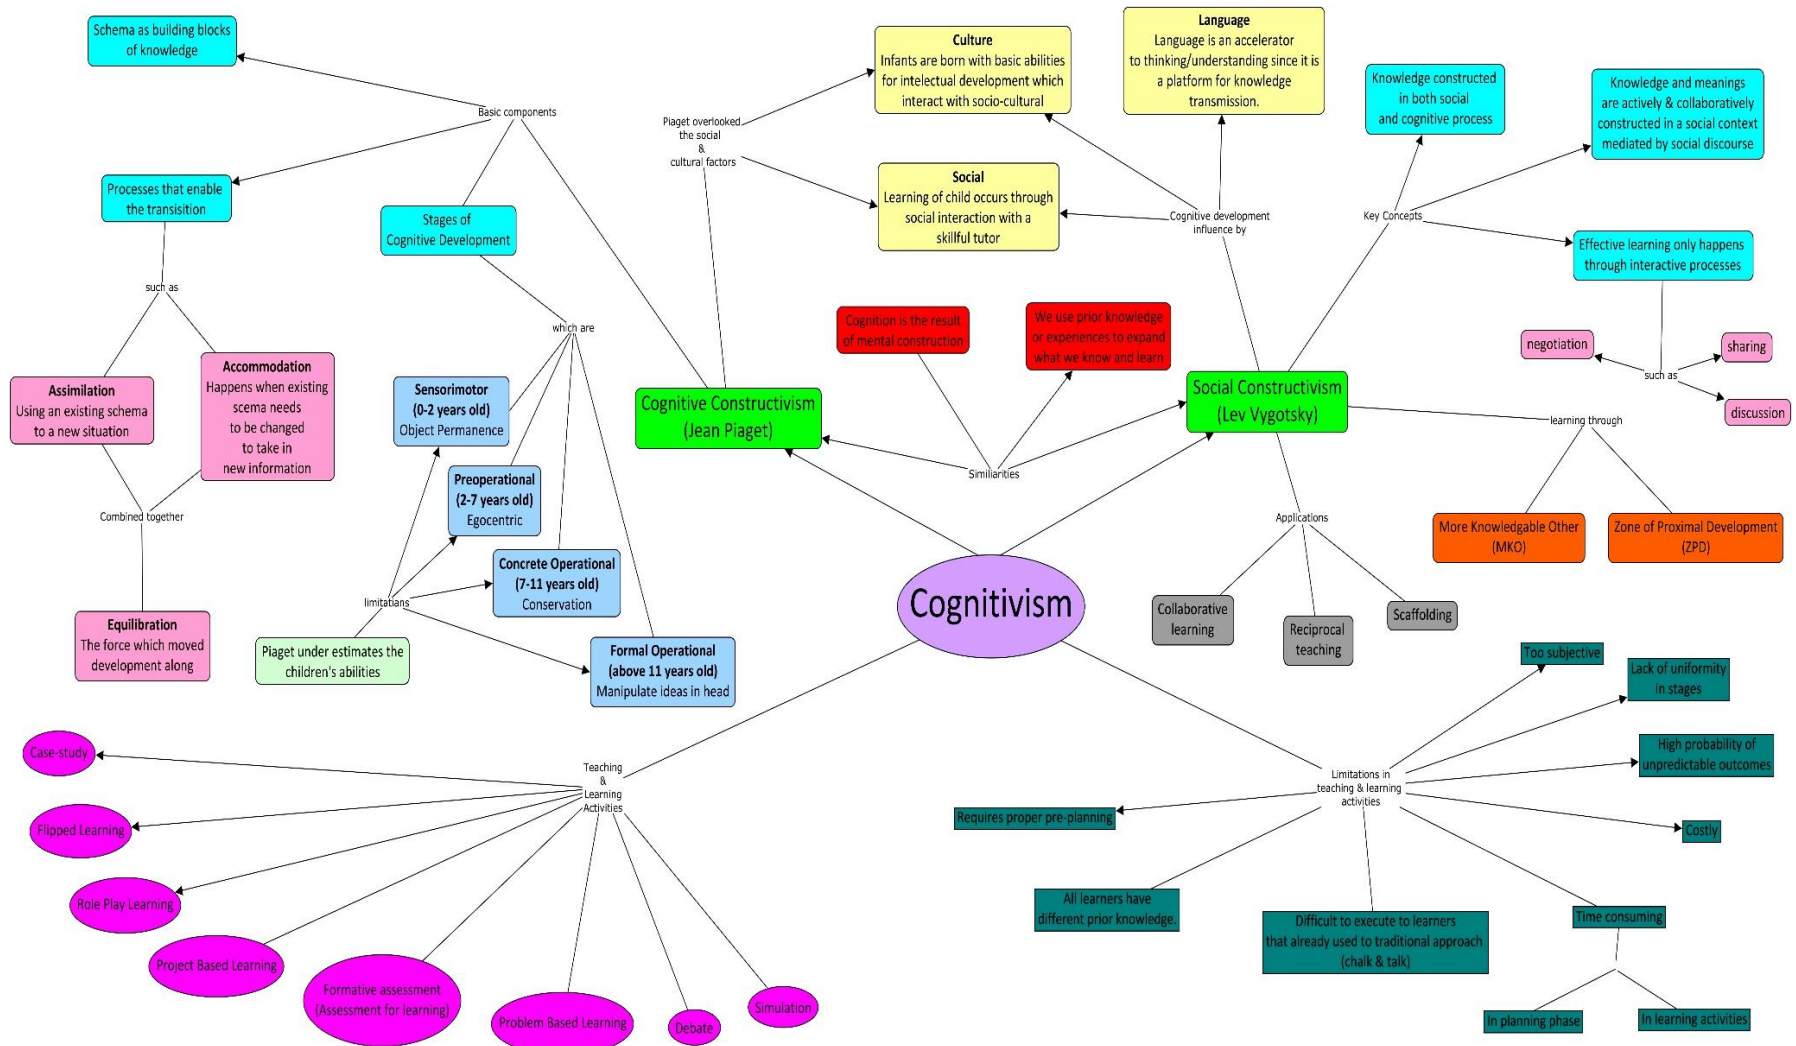 Schema as building blocks
of knowledge
Basic components
Processes that enable
the transisition
Stages of
Cognitive Development
such as
which are
Assimilation
Using an existing schema
to a new situation
Accommodation
Happens when existing
scema needs
to be changed
to take in
new information
Combined together
Equilibration
The force which moved
development along
Sensorimotor
(0-2 years old)
Object Permanence
Preoperational
(2-7 years old)
Egocentric
Concrete Operational
(7-11 years old)
Conservation
Formal Operational
(above 11 years old)
Manipulate ideas in head
limitatians
Piaget under estimates the
children's abilities
Piaget overlooked
the social
&
cultural factors
Culture
Infants are born with basic abilities
for intelectual development which
interact with socio-cultural
Social
Learning of child occurs through
social interaction with a
skillful tutor
Language
Language is an accelerator
to thinking/understanding since it is
a platform for knowledge
transmission.
Cognitive development
influence by
Knowledge constructed
in both social
and cognitive process
Knowledge and meanings
are actively & collaboratively
constructed in a social context
mediated by social discourse
Key Concepts
Effective learning only happens
through interactive processes
negotiation
sharing
such as
discussion
Cognition is the result
of mental construction
We use prior knowledge
or experiences to expand
what we know and learn
Cognitive Constructivism
(Jean Piaget)
Social Constructivism
(Lev Vygotsky)
Similiarities
learning through
More Knowledgable Other
(MKO)
Zone of Proximal Development
(ZPD)
Applications
Collaborative
learning
Reciprocal
teaching
Scaffolding
Cognitivism
Teaching
&
Learning
Activities
Case-study
Flipped Learning
Role Play Learning
Project Based Learning
Formative assessment
(Assessment for learning)
Problem Based Learning
Debate
Simulation
Limitations in
teaching & learning
activities
Too subjective
Lack of uniformity
in stages
High probability of
unpredictable outcomes
Costly
Requires proper pre-planning
All learners have
different prior knowledge.
Difficult to execute to learners
that already used to traditional approach
(chalk & talk)
Time consuming
In planning phase
In learning activities